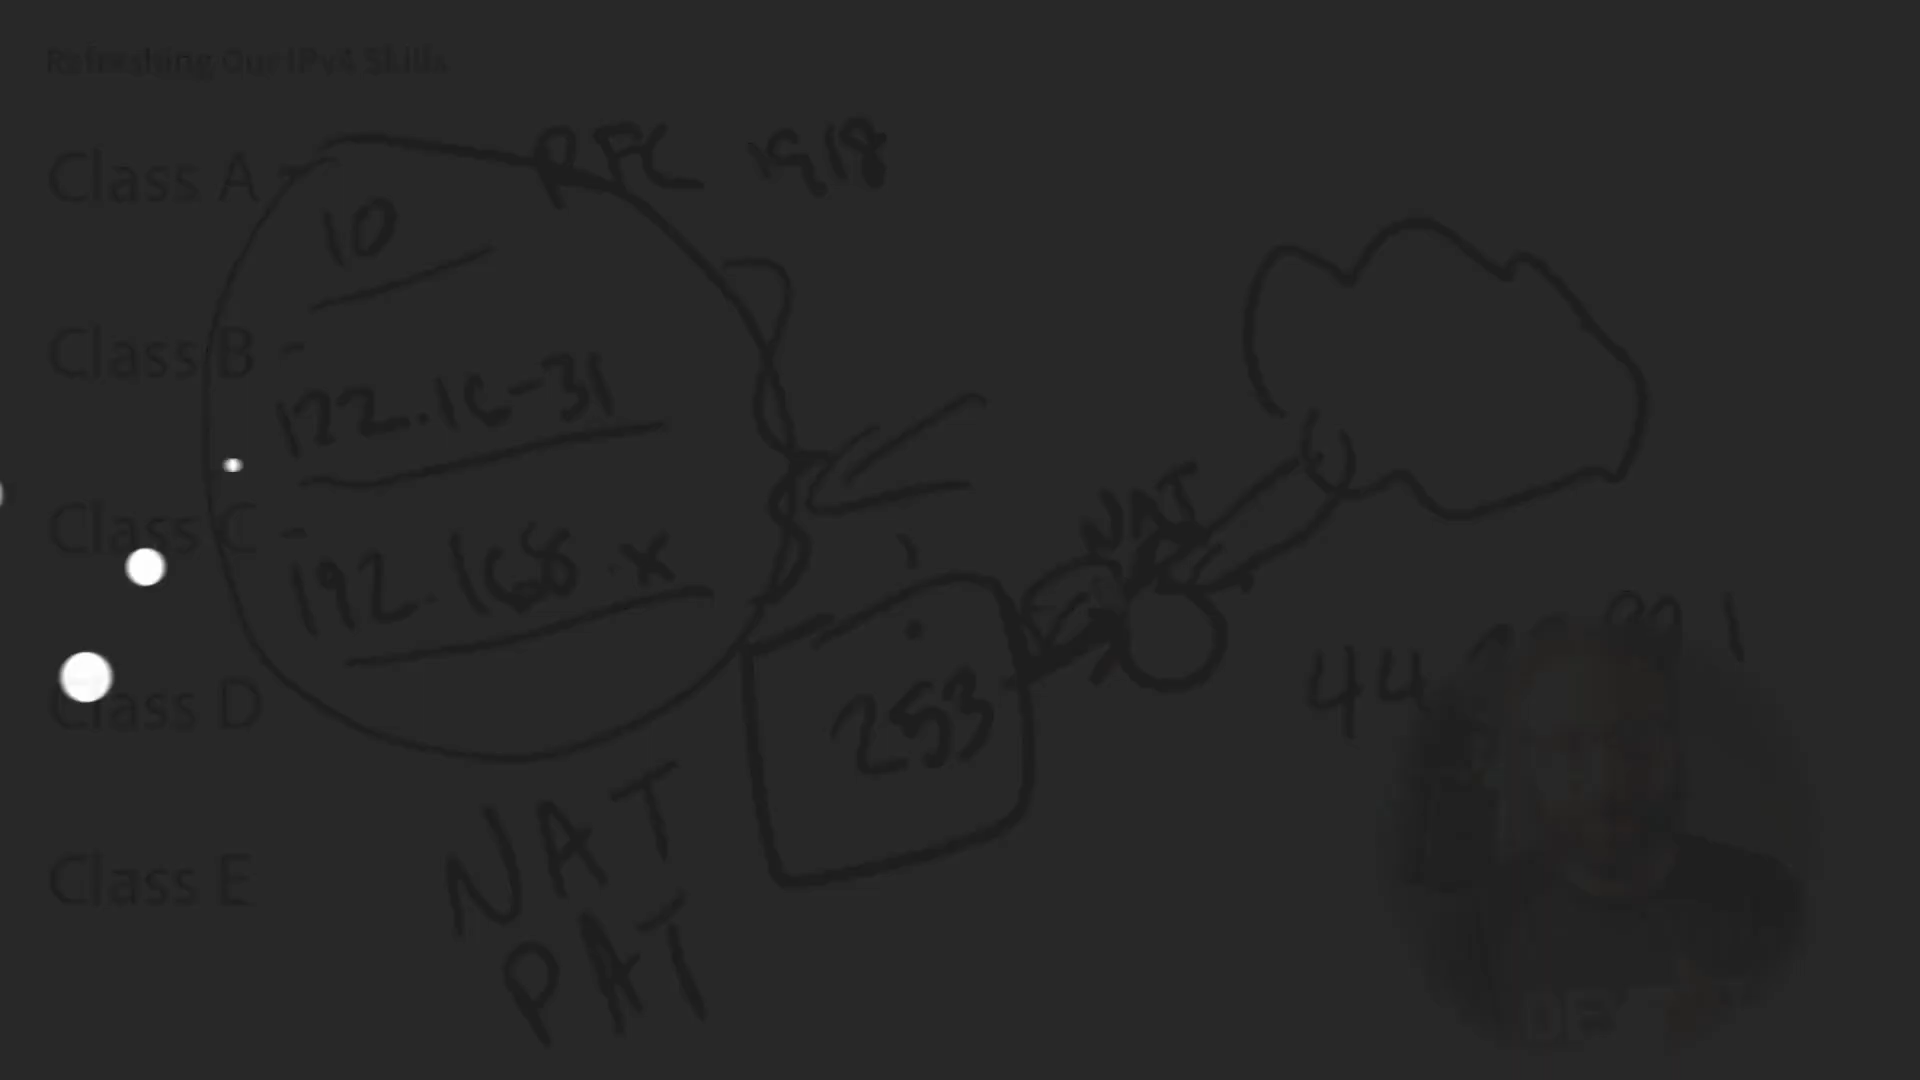 Refreshing Our IPv4 Skills
RFC 1918
Class A -
10
Class B -
172.16-31
Class C -
192.168.x
NAT
Class D
253
44
Class E
NAT
PAT